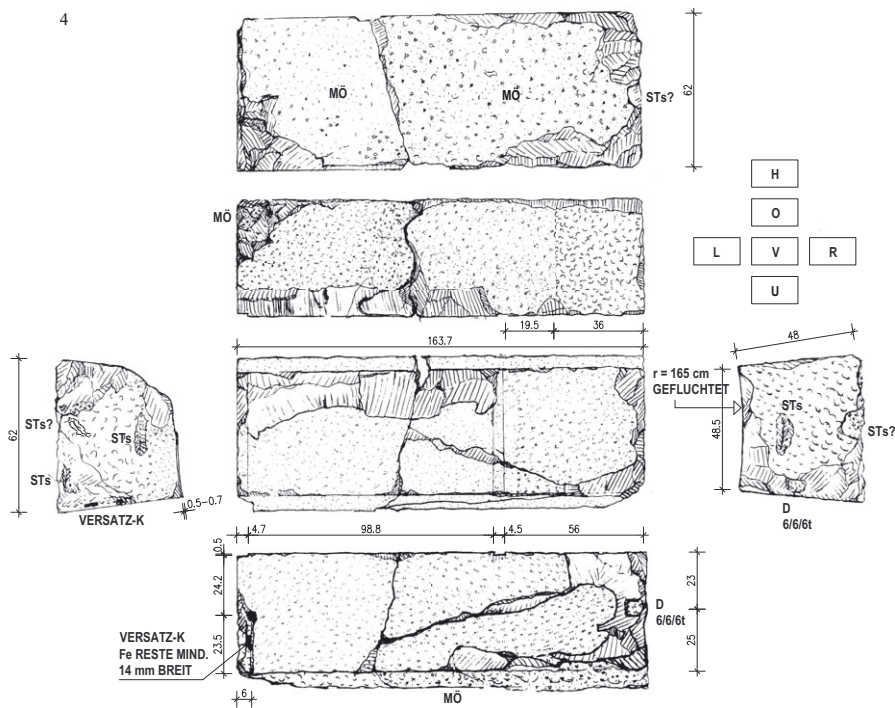 4
MÖ
MÖ
STs?
62
H
MÖ
O
L V R
U
19.5 36
163.7
48
r = 165 cm
GEFLUCHTET
62
STs?
STs
STs
STs
STs?
48.5
0.5–0.7
VERSATZ-K
D
6/6/6t
4.7 98.8 4.5 56
0.5
24.2
23.5
23
25
D
6/6/6t
VERSATZ-K
Fe RESTE MIND.
14 mm BREIT
6
MÖ